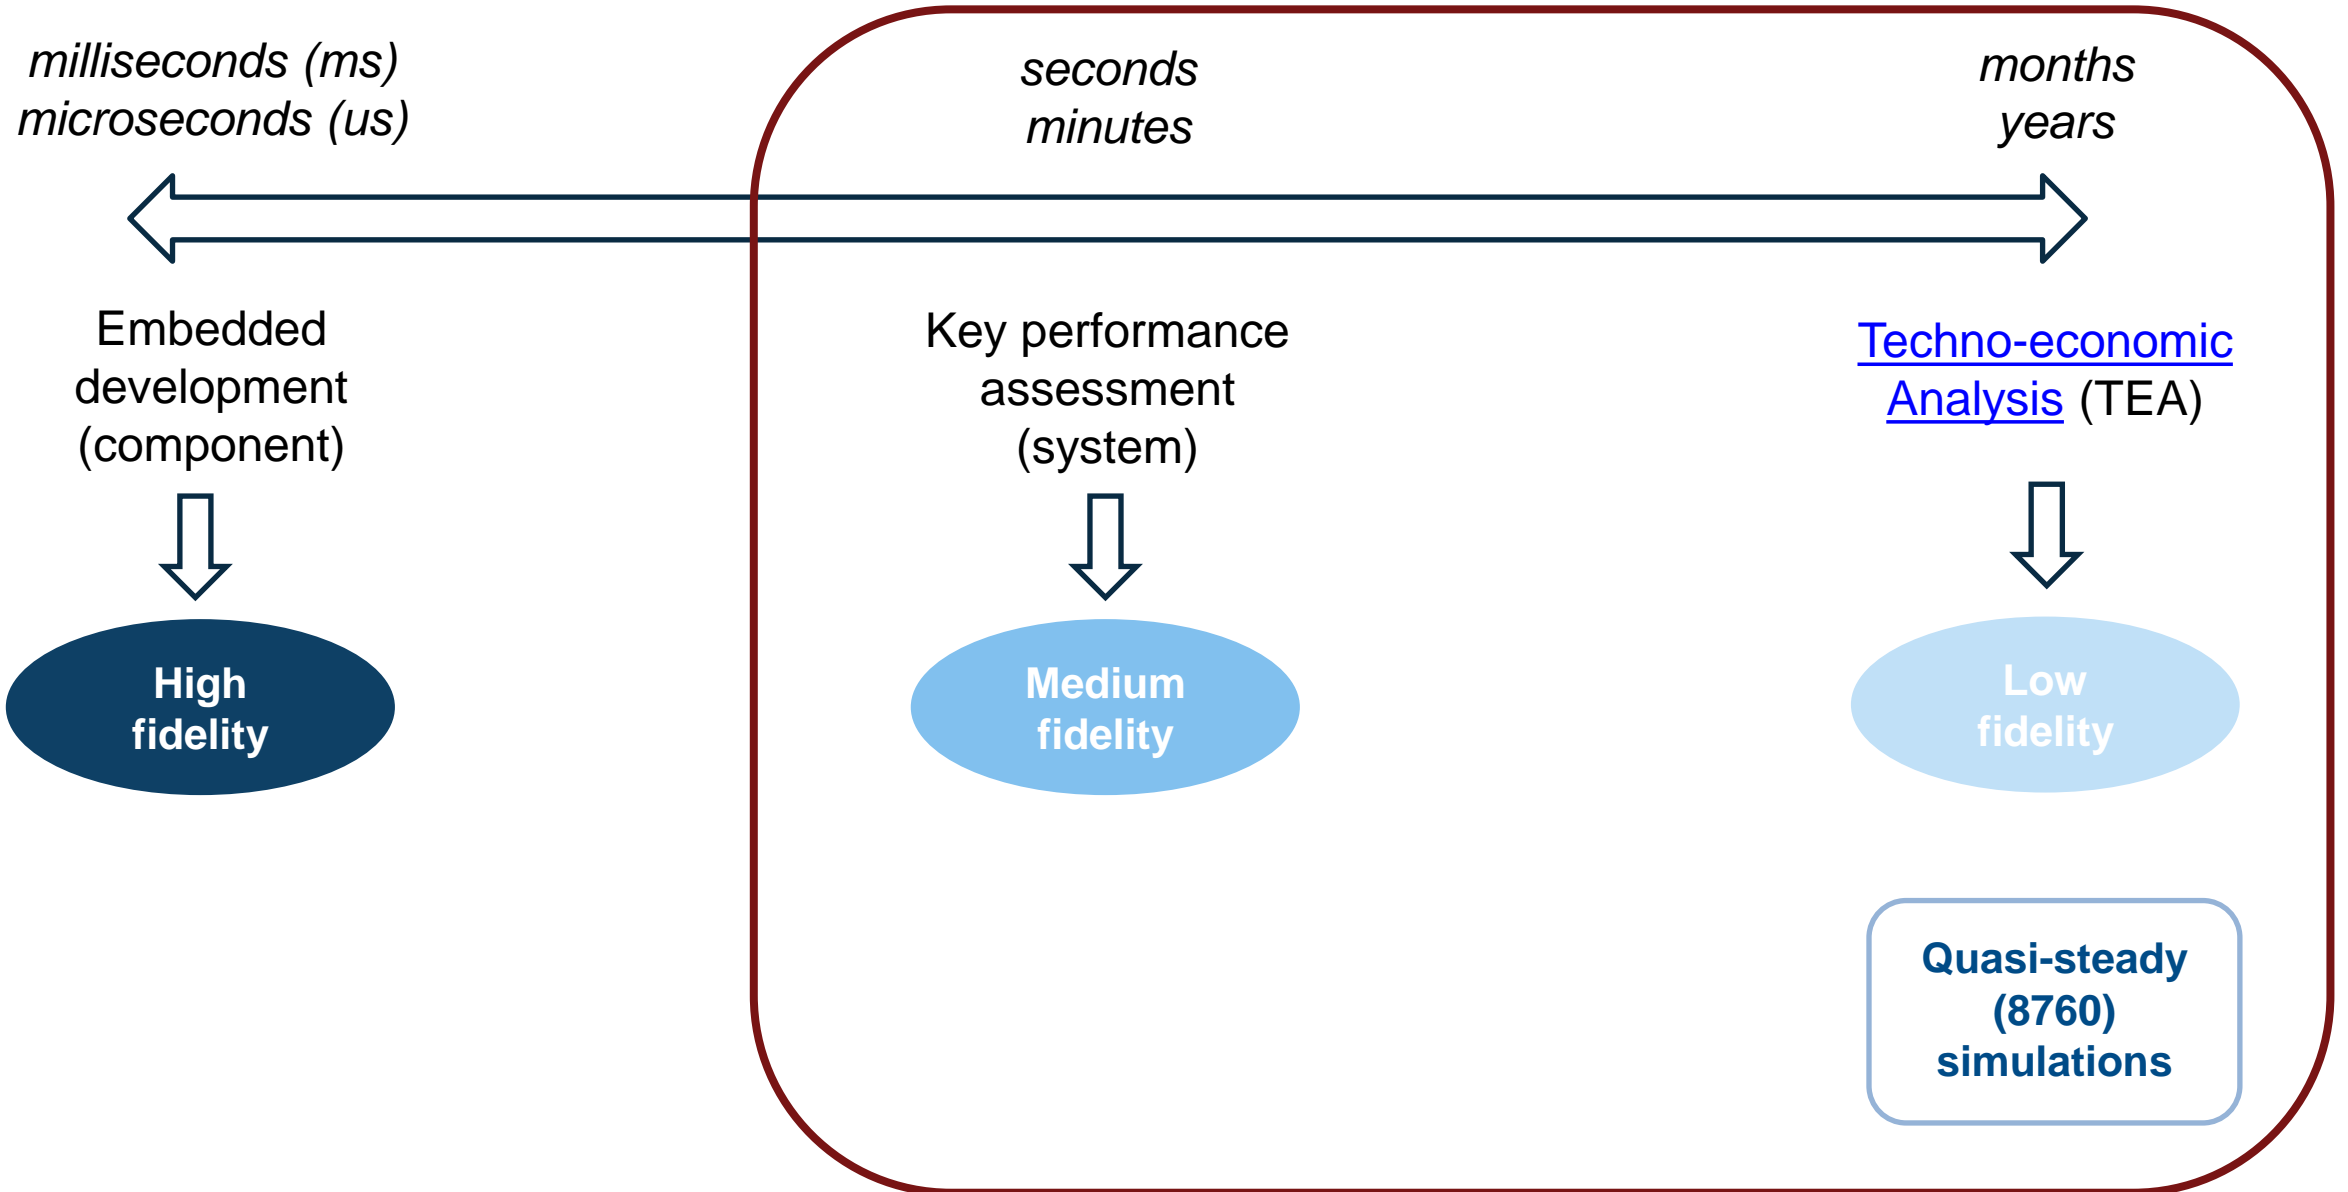 milliseconds (ms)
microseconds (us)
seconds
minutes
months
years
Embedded
development
(component)
Key performance
assessment
(system)
Techno-economic
Analysis (TEA)
High
fidelity
Medium
fidelity
Low
fidelity
Quasi-steady
(8760)
simulations